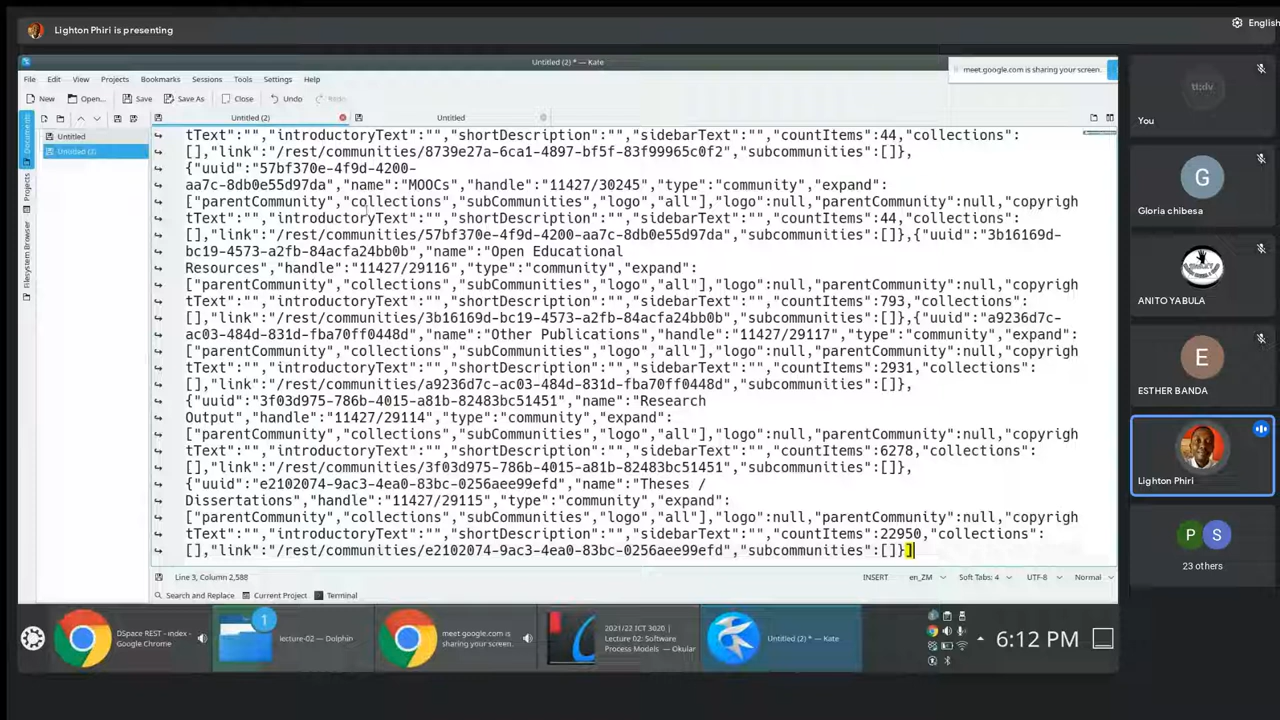 Lighton Phiri is presenting
English
Untitled (2) * — Kate
meet.google.com is sharing your screen.
File Edit View Projects Bookmarks Sessions Tools Settings Help
New Open... Save Save As Close Undo Redo
Untitled (2) Untitled
Documents
Projects
Filesystem Browser
Untitled
Untitled (2)
tText":"","introductoryText":"","shortDescription":"","sidebarText":"","countItems":44,"collections":
[],"link":"/rest/communities/8739e27a-6ca1-4897-bf5f-83f99965c0f2","subcommunities":[]},
{"uuid":"57bf370e-4f9d-4200-
aa7c-8db0e55d97da","name":"MOOCs","handle":"11427/30245","type":"community","expand":
["parentCommunity","collections","subCommunities","logo","all"],"logo":null,"parentCommunity":null,"copyrigh
tText":"","introductoryText":"","shortDescription":"","sidebarText":"","countItems":44,"collections":
[],"link":"/rest/communities/57bf370e-4f9d-4200-aa7c-8db0e55d97da","subcommunities":[]},{"uuid":"3b16169d-
bc19-4573-a2fb-84acfa24bb0b","name":"Open Educational
Resources","handle":"11427/29116","type":"community","expand":
["parentCommunity","collections","subCommunities","logo","all"],"logo":null,"parentCommunity":null,"copyrigh
tText":"","introductoryText":"","shortDescription":"","sidebarText":"","countItems":793,"collections":
[],"link":"/rest/communities/3b16169d-bc19-4573-a2fb-84acfa24bb0b","subcommunities":[]},{"uuid":"a9236d7c-
ac03-484d-831d-fba70ff0448d","name":"Other Publications","handle":"11427/29117","type":"community","expand":
["parentCommunity","collections","subCommunities","logo","all"],"logo":null,"parentCommunity":null,"copyrigh
tText":"","introductoryText":"","shortDescription":"","sidebarText":"","countItems":2931,"collections":
[],"link":"/rest/communities/a9236d7c-ac03-484d-831d-fba70ff0448d","subcommunities":[]},
{"uuid":"3f03d975-786b-4015-a81b-82483bc51451","name":"Research
Output","handle":"11427/29114","type":"community","expand":
["parentCommunity","collections","subCommunities","logo","all"],"logo":null,"parentCommunity":null,"copyrigh
tText":"","introductoryText":"","shortDescription":"","sidebarText":"","countItems":6278,"collections":
[],"link":"/rest/communities/3f03d975-786b-4015-a81b-82483bc51451","subcommunities":[]},
{"uuid":"e2102074-9ac3-4ea0-83bc-0256aee99efd","name":"Theses /
Dissertations","handle":"11427/29115","type":"community","expand":
["parentCommunity","collections","subCommunities","logo","all"],"logo":null,"parentCommunity":null,"copyrigh
tText":"","introductoryText":"","shortDescription":"","sidebarText":"","countItems":22950,"collections":
[],"link":"/rest/communities/e2102074-9ac3-4ea0-83bc-0256aee99efd","subcommunities":[]}]
Line 3, Column 2,588 INSERT en_ZM Soft Tabs: 4 UTF-8 Normal
Search and Replace Current Project Terminal
DSpace REST - index - Google Chrome
1
lecture-02 — Dolphin
meet.google.com is sharing your screen.
2021/22 ICT 3020 | Lecture 02: Software Process Models — Okular
Untitled (2) * — Kate
6:12 PM
You
G
Gloria chibesa
ANITO YABULA
E
ESTHER BANDA
Lighton Phiri
P S
23 others